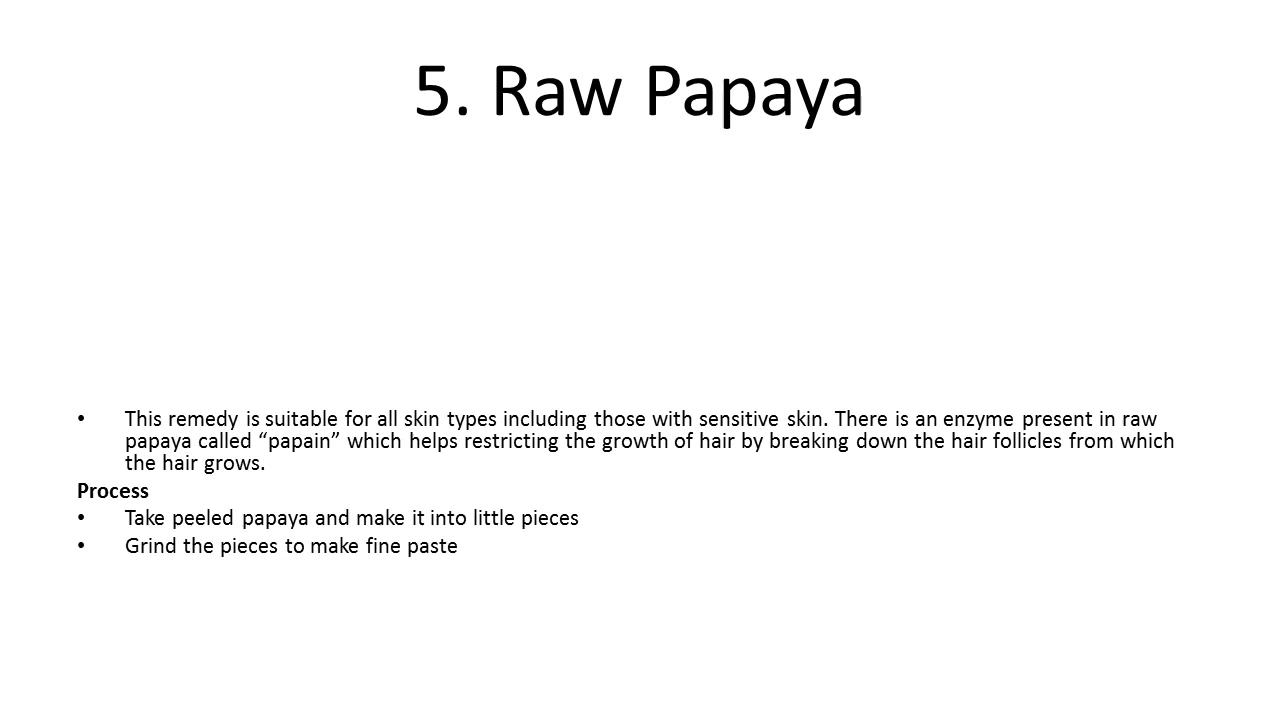 5. Raw Papaya
• This remedy is suitable for all skin types including those with sensitive skin. There is an enzyme present in raw
papaya called “papain” which helps restricting the growth of hair by breaking down the hair follicles from which
the hair grows.
Process
• Take peeled papaya and make it into little pieces
• Grind the pieces to make fine paste